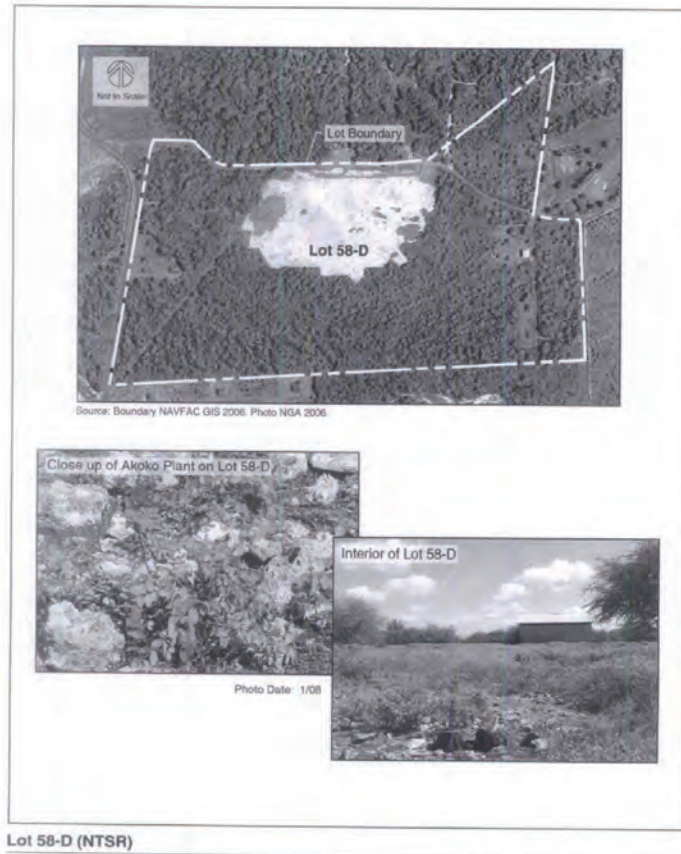 Not to Scale
Lot Boundary
Lot 58-D
Source: Boundary NAVFAC GIS 2006. Photo NGA 2006.
Close up of Akoko Plant on Lot 58-D
Interior of Lot 58-D
Photo Date: 1/08
Lot 58-D (NTSR)